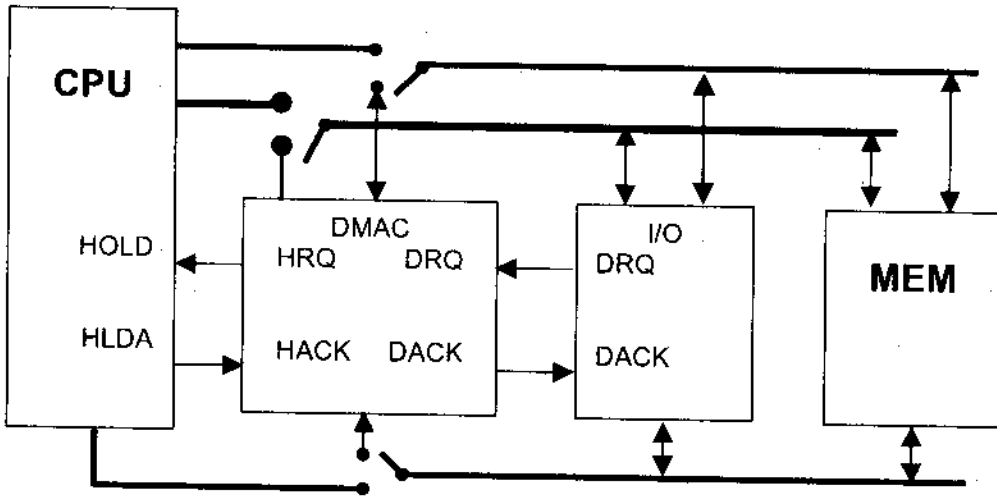 CPU
HOLD
HLDA
DMAC
HRQ DRQ
HACK DACK
I/O
DRQ
DACK
MEM